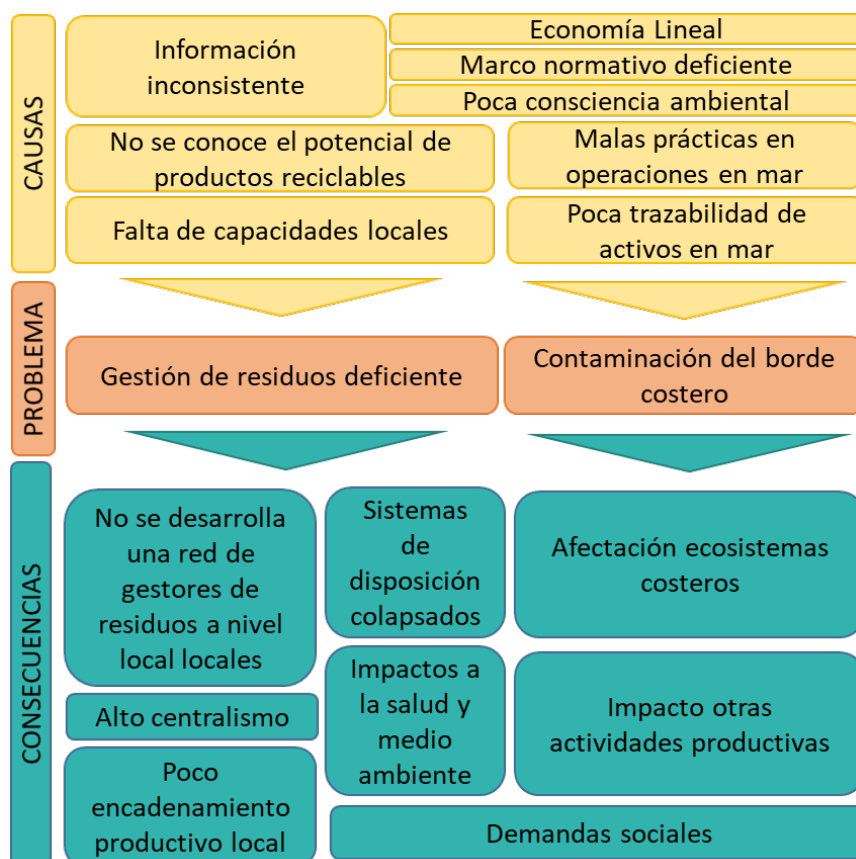 CAUSAS
Información
inconsistente
Economía Lineal
Marco normativo deficiente
Poca consciencia ambiental
No se conoce el potencial de
productos reciclables
Malas prácticas en
operaciones en mar
Falta de capacidades locales
Poca trazabilidad de
activos en mar
PROBLEMA
Gestión de residuos deficiente
Contaminación del borde
costero
CONSECUENCIAS
No se desarrolla
una red de
gestores de
residuos a nivel
local locales
Sistemas
de
disposición
colapsados
Afectación ecosistemas
costeros
Alto centralismo
Impactos a
la salud y
medio
ambiente
Impacto otras
actividades productivas
Poco
encadenamiento
productivo local
Demandas sociales